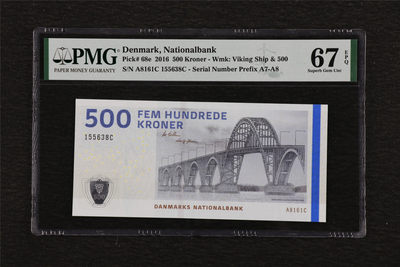 PMG
PAPER MONEY GUARANTY
Denmark, Nationalbank
Pick# 68e 2016 500 Kroner - Wmk: Viking Ship & 500
S/N A8161C 155638C - Serial Number Prefix A7-A8
67 EPQ
Superb Gem Unc
500 FEM HUNDREDE
KRONER
155638C
DANMARKS NATIONALBANK
A8161C